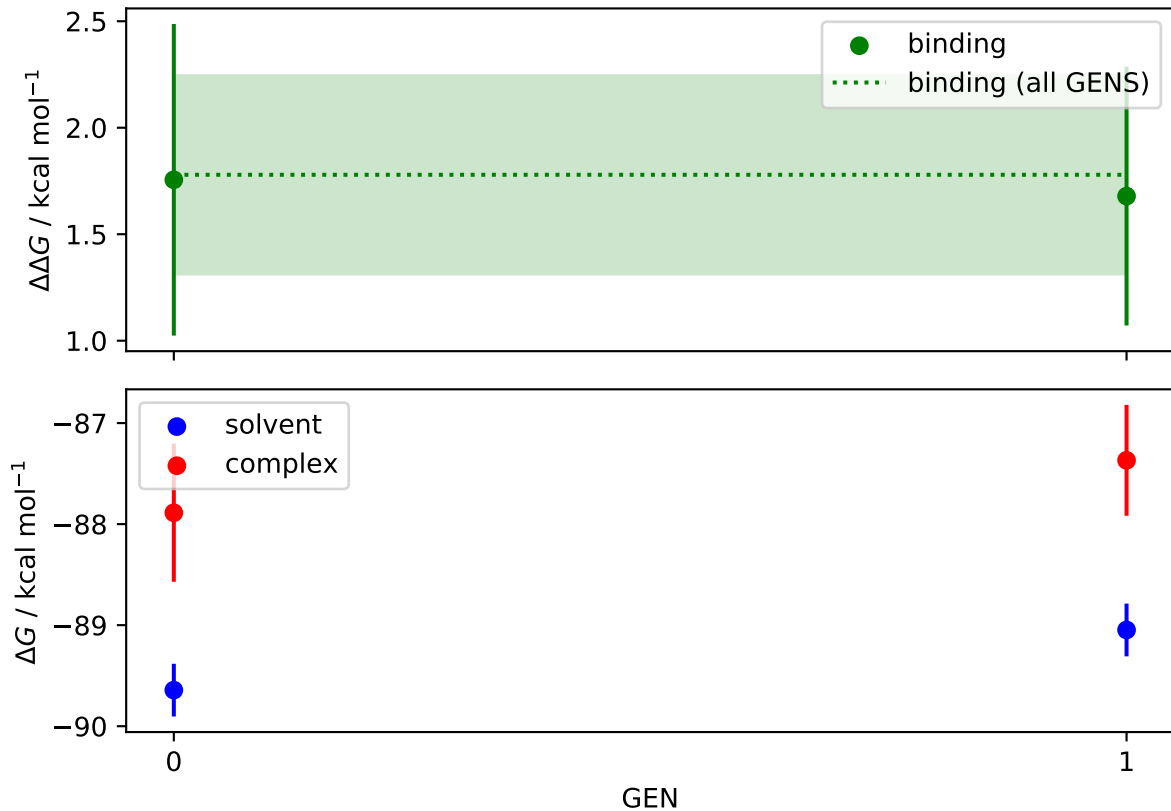 2.5
2.0
1.5
1.0
ΔΔG / kcal mol⁻¹
binding
binding (all GENS)
−87
−88
−89
−90
ΔG / kcal mol⁻¹
solvent
complex
0
1
GEN